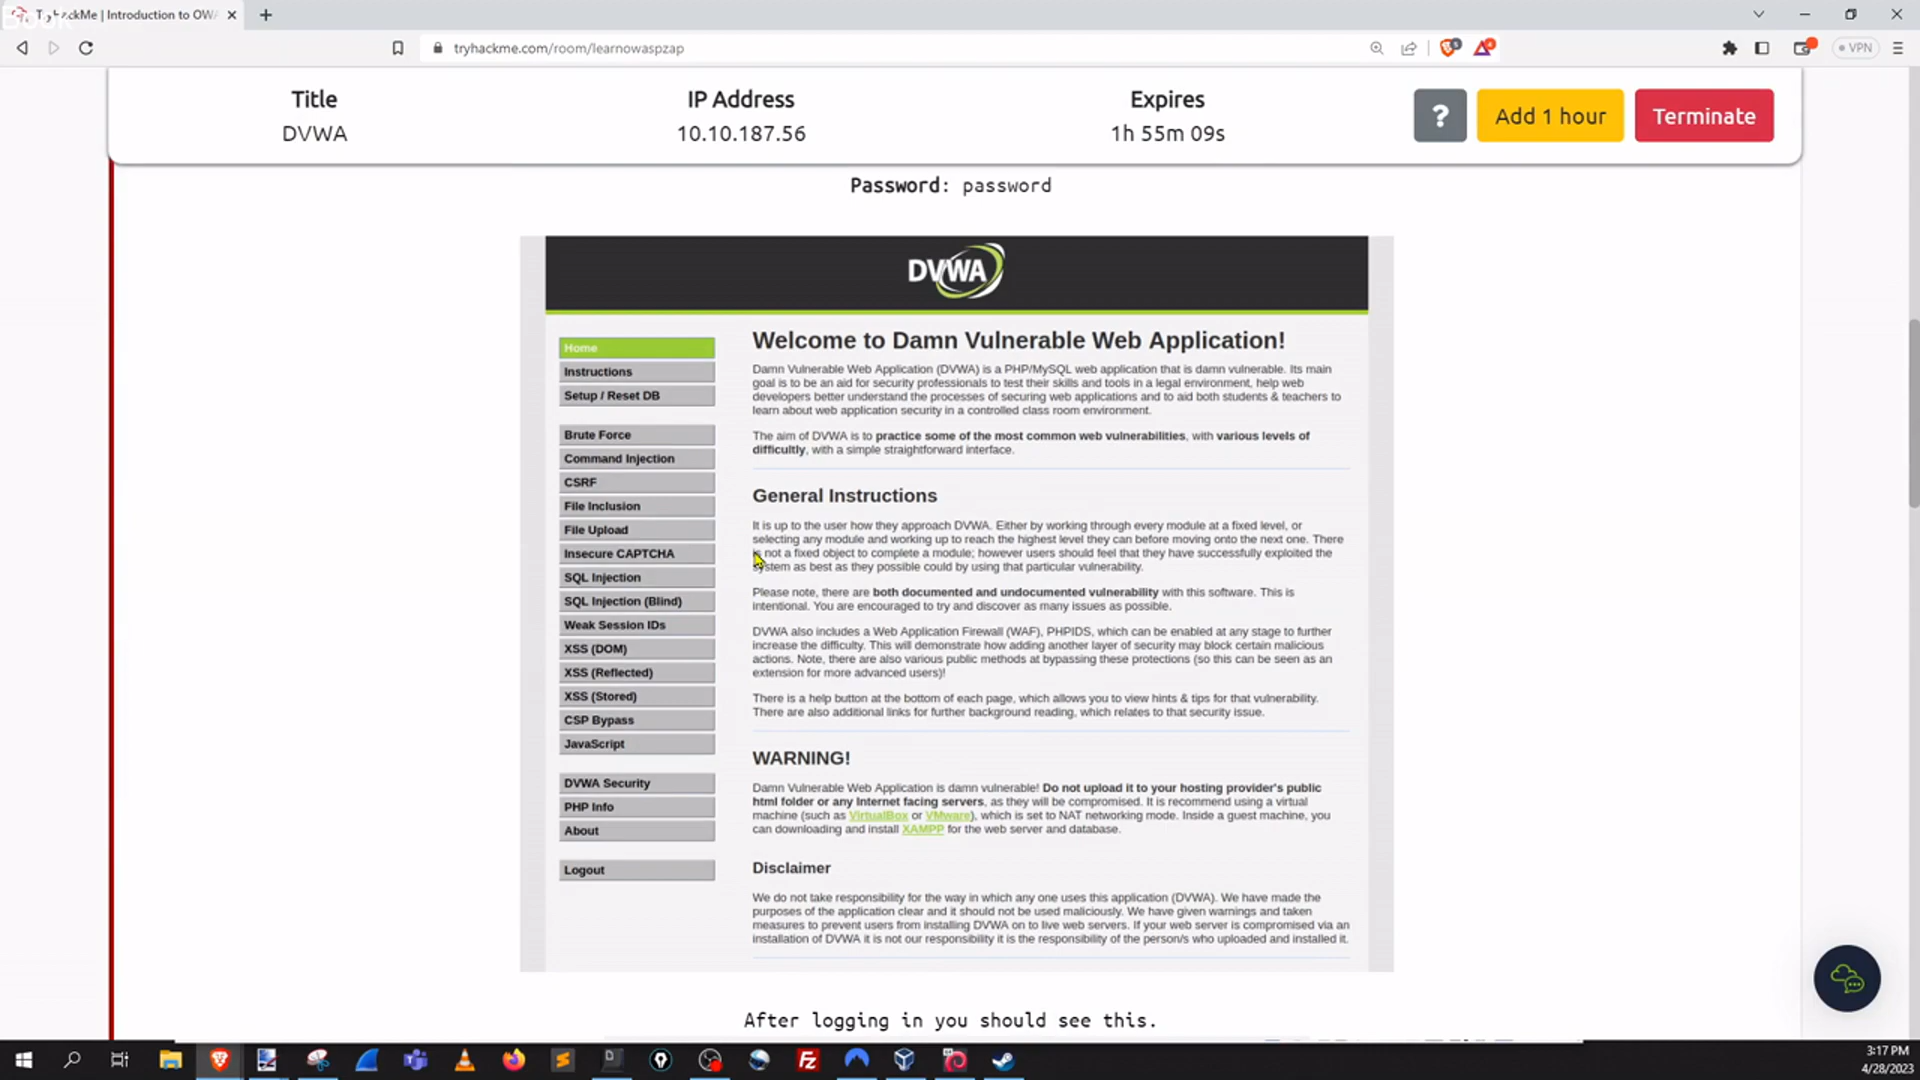 TryHackMe | Introduction to OWA
tryhackme.com/room/learnowaspzap
VPN
Title
DVWA
IP Address
10.10.187.56
Expires
1h 55m 09s
?
Add 1 hour
Terminate
Password: password
DVWA
Home
Instructions
Setup / Reset DB
Brute Force
Command Injection
CSRF
File Inclusion
File Upload
Insecure CAPTCHA
SQL Injection
SQL Injection (Blind)
Weak Session IDs
XSS (DOM)
XSS (Reflected)
XSS (Stored)
CSP Bypass
JavaScript
DVWA Security
PHP Info
About
Logout
Welcome to Damn Vulnerable Web Application!
Damn Vulnerable Web Application (DVWA) is a PHP/MySQL web application that is damn vulnerable. Its main
goal is to be an aid for security professionals to test their skills and tools in a legal environment, help web
developers better understand the processes of securing web applications and to aid both students & teachers to
learn about web application security in a controlled class room environment.
The aim of DVWA is to practice some of the most common web vulnerabilities, with various levels of
difficultly, with a simple straightforward interface.
General Instructions
It is up to the user how they approach DVWA. Either by working through every module at a fixed level, or
selecting any module and working up to reach the highest level they can before moving onto the next one. There
is not a fixed object to complete a module; however users should feel that they have successfully exploited the
system as best as they possible could by using that particular vulnerability.
Please note, there are both documented and undocumented vulnerability with this software. This is
intentional. You are encouraged to try and discover as many issues as possible.
DVWA also includes a Web Application Firewall (WAF), PHPIDS, which can be enabled at any stage to further
increase the difficulty. This will demonstrate how adding another layer of security may block certain malicious
actions. Note, there are also various public methods at bypassing these protections (so this can be seen as an
extension for more advanced users)!
There is a help button at the bottom of each page, which allows you to view hints & tips for that vulnerability.
There are also additional links for further background reading, which relates to that security issue.
WARNING!
Damn Vulnerable Web Application is damn vulnerable! Do not upload it to your hosting provider's public
html folder or any Internet facing servers, as they will be compromised. It is recommend using a virtual
machine (such as VirtualBox or VMware), which is set to NAT networking mode. Inside a guest machine, you
can downloading and install XAMPP for the web server and database.
Disclaimer
We do not take responsibility for the way in which any one uses this application (DVWA). We have made the
purposes of the application clear and it should not be used maliciously. We have given warnings and taken
measures to prevent users from installing DVWA on to live web servers. If your web server is compromised via an
installation of DVWA it is not our responsibility it is the responsibility of the person/s who uploaded and installed it.
After logging in you should see this.
3:17 PM
4/28/2023